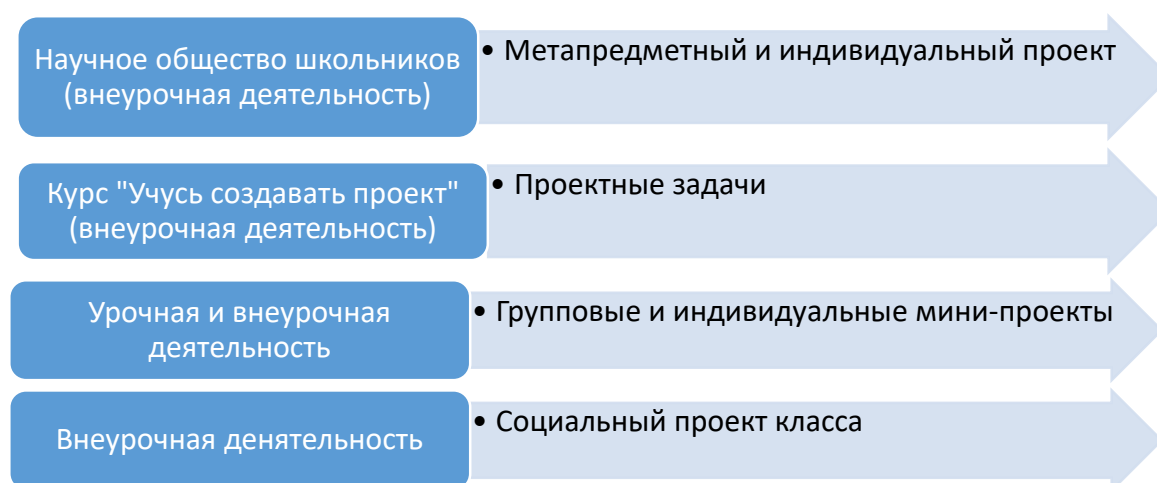 Научное общество школьников
(внеурочная деятельность)
• Метапредметный и индивидуальный проект
Курс "Учусь создавать проект"
(внеурочная деятельность)
• Проектные задачи
Урочная и внеурочная
деятельность
• Групповые и индивидуальные мини-проекты
Внеурочная денятельность
• Социальный проект класса